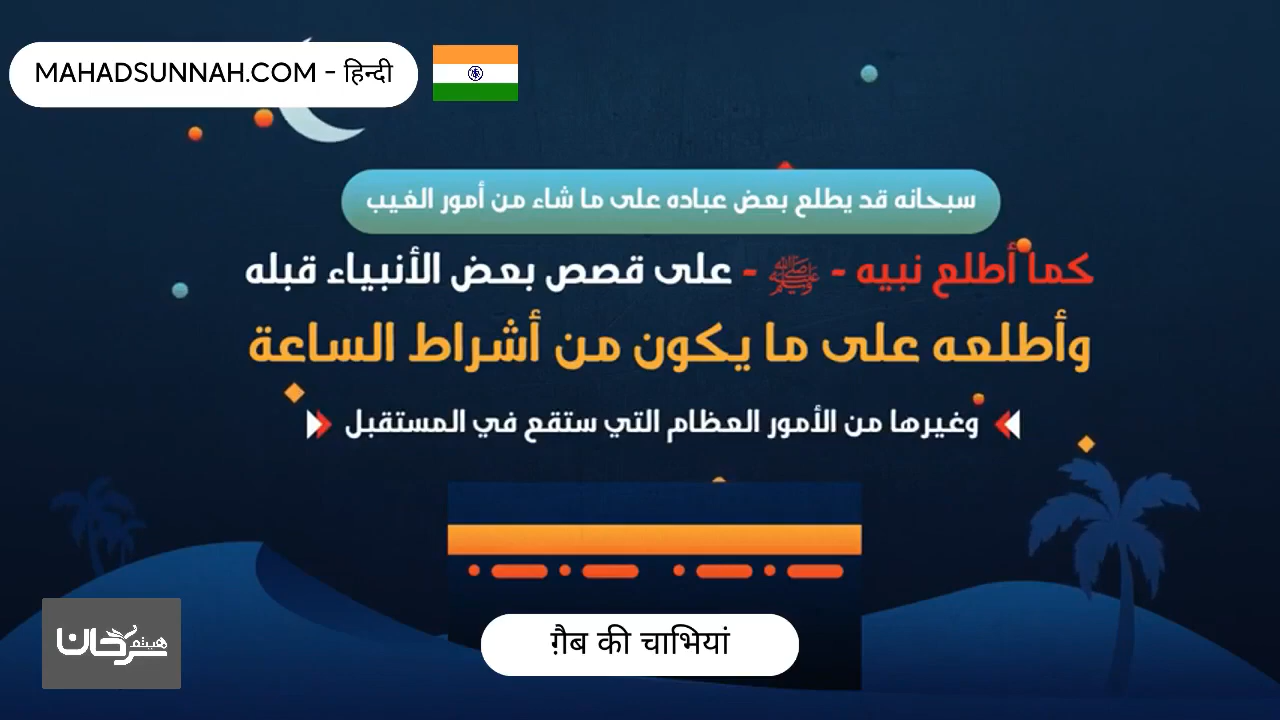 MAHADSUNNAH.COM - हिन्दी
سبحانه قد يطلع بعض عباده على ما شاء من أمور الغيب
كما أطلع نبيه - ﷺ - على قصص بعض الأنبياء قبله
وأطلعه على ما يكون من أشراط الساعة
وغيرها من الأمور العظام التي ستقع في المستقبل
ग़ैब की चाभियां
هيثم سرحان